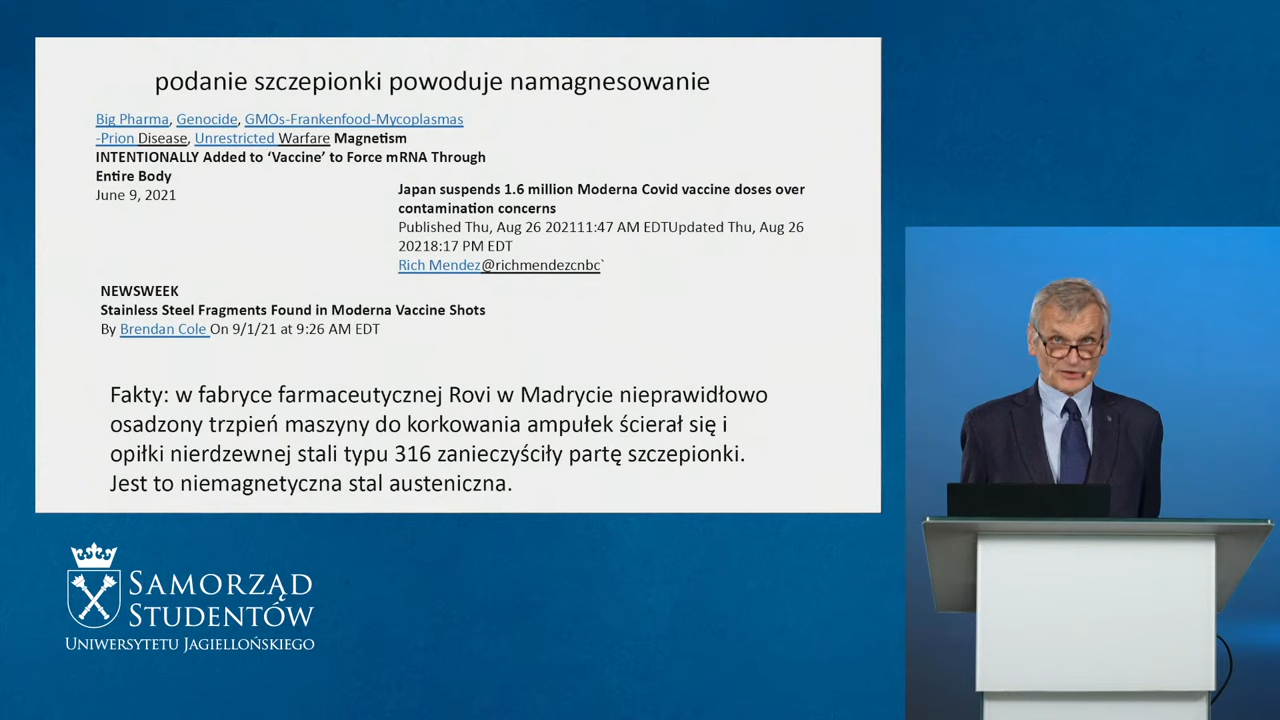 podanie szczepionki powoduje namagnesowanie
Big Pharma, Genocide, GMOs-Frankenfood-Mycoplasmas
-Prion Disease, Unrestricted Warfare Magnetism
INTENTIONALLY Added to ‘Vaccine’ to Force mRNA Through
Entire Body
June 9, 2021
Japan suspends 1.6 million Moderna Covid vaccine doses over
contamination concerns
Published Thu, Aug 26 202111:47 AM EDTUpdated Thu, Aug 26
20218:17 PM EDT
Rich Mendez@richmendezcnbc`
NEWSWEEK
Stainless Steel Fragments Found in Moderna Vaccine Shots
By Brendan Cole On 9/1/21 at 9:26 AM EDT
Fakty: w fabryce farmaceutycznej Rovi w Madrycie nieprawidłowo
osadzony trzpień maszyny do korkowania ampułek ścierał się i
opiłki nierdzewnej stali typu 316 zanieczyściły partę szczepionki.
Jest to niemagnetyczna stal austeniczna.
SAMORZĄD
STUDENTÓW
UNIWERSYTETU JAGIELLOŃSKIEGO